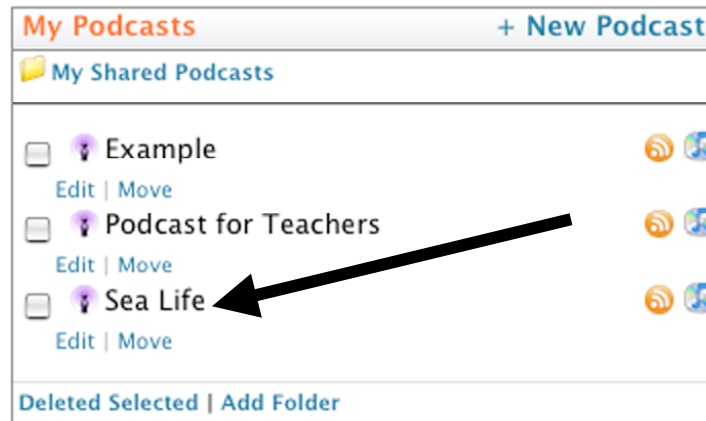 My Podcasts + New Podcast
My Shared Podcasts
Example
Edit | Move
Podcast for Teachers
Edit | Move
Sea Life
Edit | Move
Deleted Selected | Add Folder